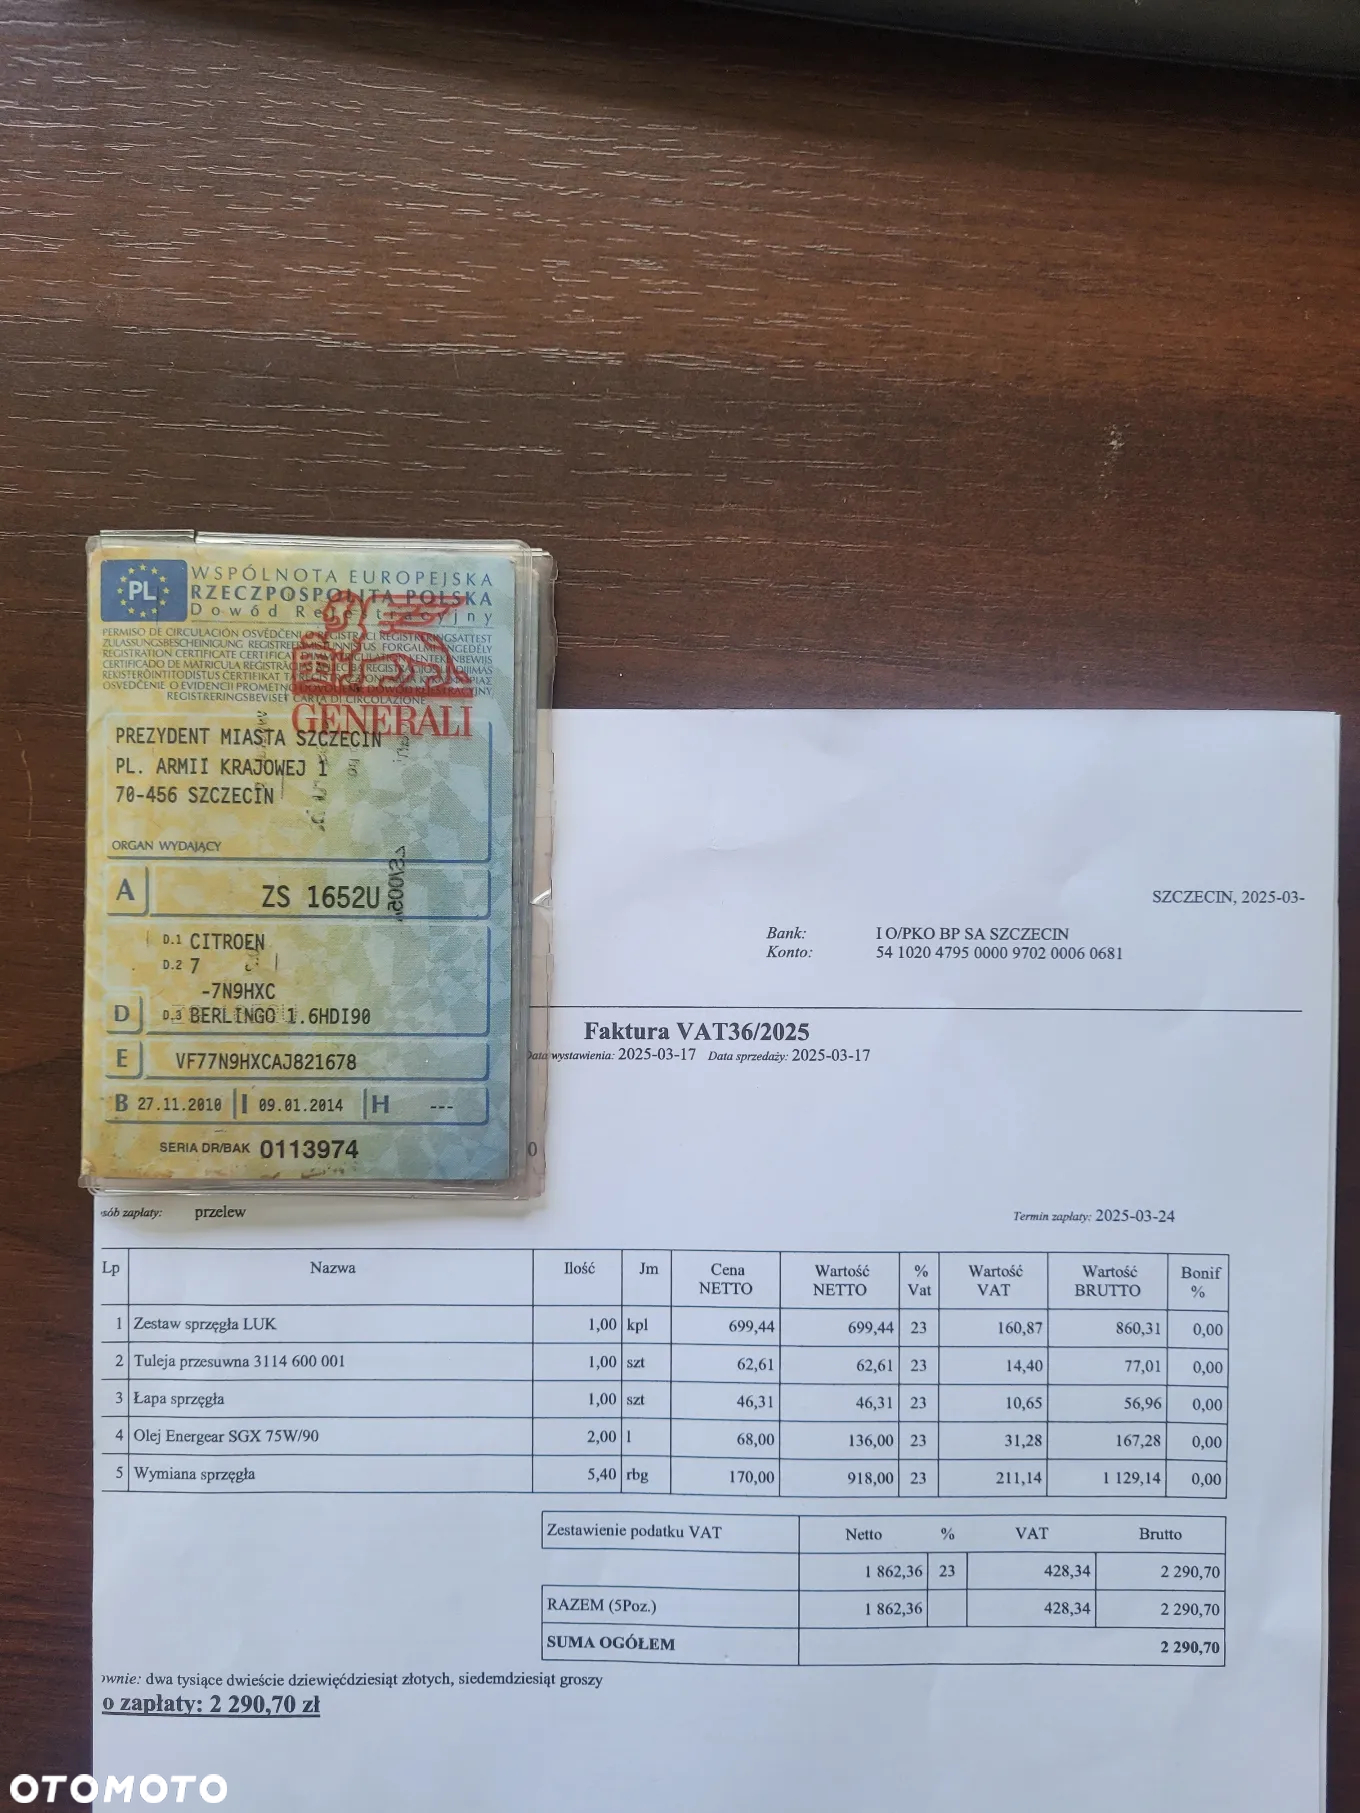 PL
WSPÓLNOTA EUROPEJSKA
RZECZPOSPOLITA POLSKA
Dowód Rejestracyjny
GENERALI
PREZYDENT MIASTA SZCZECIN
PL. ARMII KRAJOWEJ 1
70-456 SZCZECIN
ORGAN WYDAJĄCY
A ZS 1652U
D.1 CITROEN
D.2 7
-7N9HXC
D D.3 BERLINGO 1.6HDI90
E VF77N9HXCAJ821678
B 27.11.2010 I 09.01.2014 H ---
SERIA DR/BAK 0113974
SZCZECIN, 2025-03-
Bank: I O/PKO BP SA SZCZECIN
Konto: 54 1020 4795 0000 9702 0006 0681
Faktura VAT36/2025
Data wystawienia: 2025-03-17 Data sprzedaży: 2025-03-17
0
sób zapłaty: przelew
Termin zapłaty: 2025-03-24
Lp Nazwa Ilość Jm Cena NETTO Wartość NETTO % Vat Wartość VAT Wartość BRUTTO Bonif %
1 Zestaw sprzęgła LUK 1,00 kpl 699,44 699,44 23 160,87 860,31 0,00
2 Tuleja przesuwna 3114 600 001 1,00 szt 62,61 62,61 23 14,40 77,01 0,00
3 Łapa sprzęgła 1,00 szt 46,31 46,31 23 10,65 56,96 0,00
4 Olej Energear SGX 75W/90 2,00 l 68,00 136,00 23 31,28 167,28 0,00
5 Wymiana sprzęgła 5,40 rbg 170,00 918,00 23 211,14 1 129,14 0,00
Zestawienie podatku VAT Netto % VAT Brutto
1 862,36 23 428,34 2 290,70
RAZEM (5Poz.) 1 862,36 428,34 2 290,70
SUMA OGÓŁEM 2 290,70
ownie: dwa tysiące dwieście dziewięćdziesiąt złotych, siedemdziesiąt groszy
o zapłaty: 2 290,70 zł
OTOMOTO